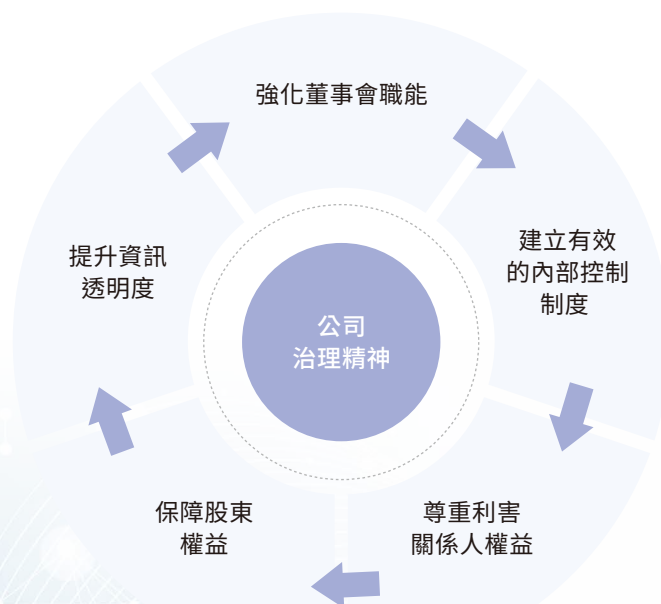 強化董事會職能
建立有效
的內部控制
制度
尊重利害
關係人權益
保障股東
權益
提升資訊
透明度
公司
治理精神